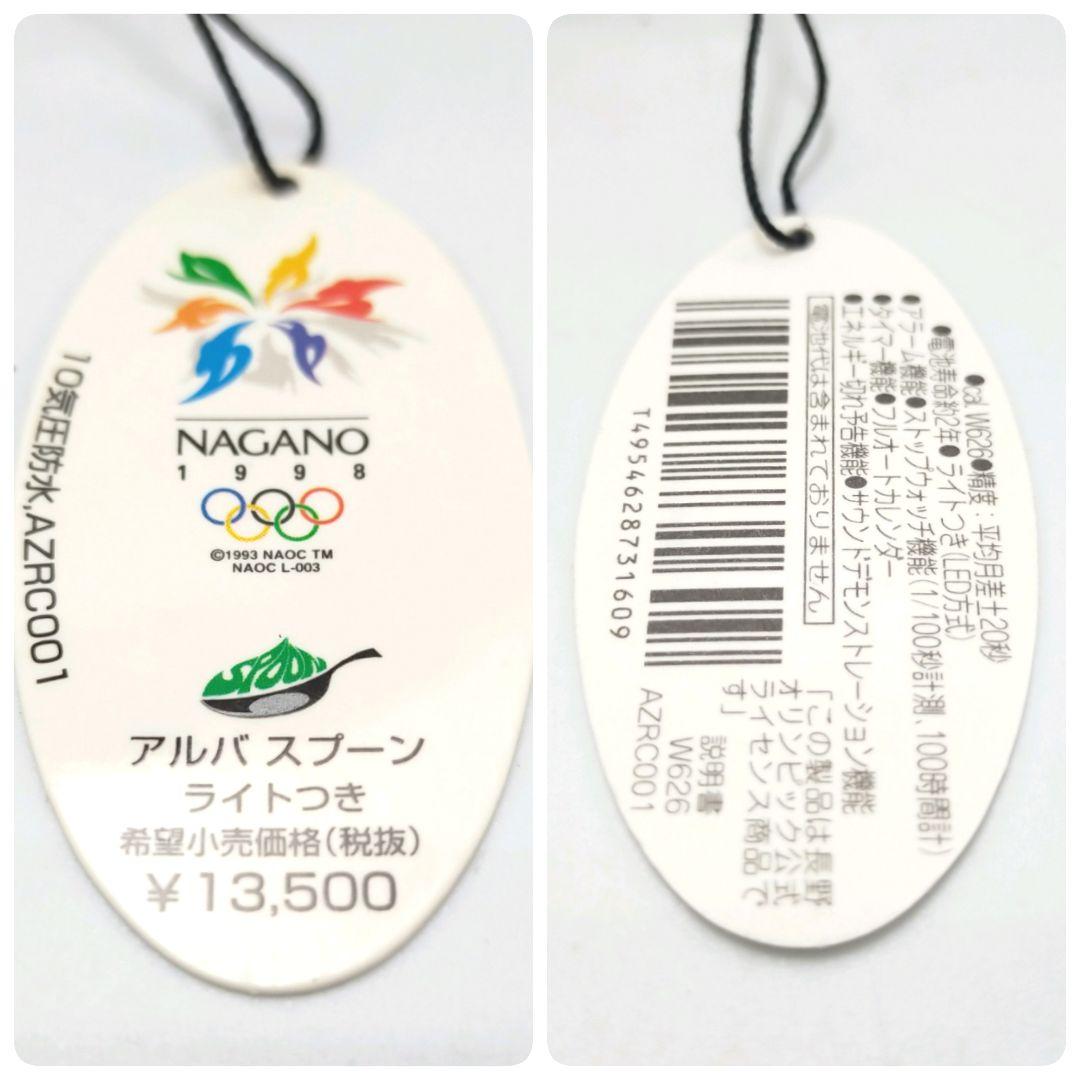 NAGANO
1998
©1993 NAOC TM
NAOC L-003
SPOON
アルバ スプーン
ライトつき
希望小売価格(税抜)
￥13,500
10気圧防水,AZRC001
●cal.W626●精度：平均月差±20秒
●電池寿命約2年●ライトつき(LED方式)
●アラーム機能●ストップウォッチ機能(1/100秒計測、100時間計)
●タイマー機能●フルオートカレンダー
●エネルギー切れ予告機能●サウンドデモンストレーション機能
電池代は含まれておりません
T4954628731609
「この製品は長野
オリンピック公式
ライセンス商品で
す」
説明書
W626
AZRC001